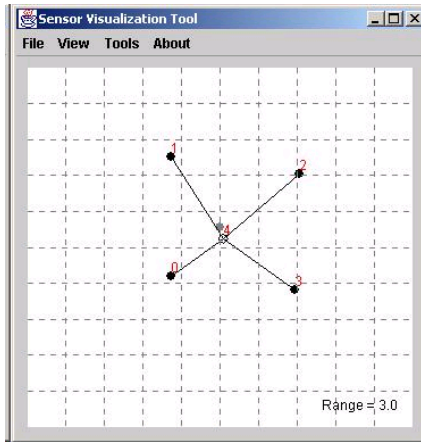 Sensor Visualization Tool
File View Tools About
1
2
4
0
3
Range = 3.0